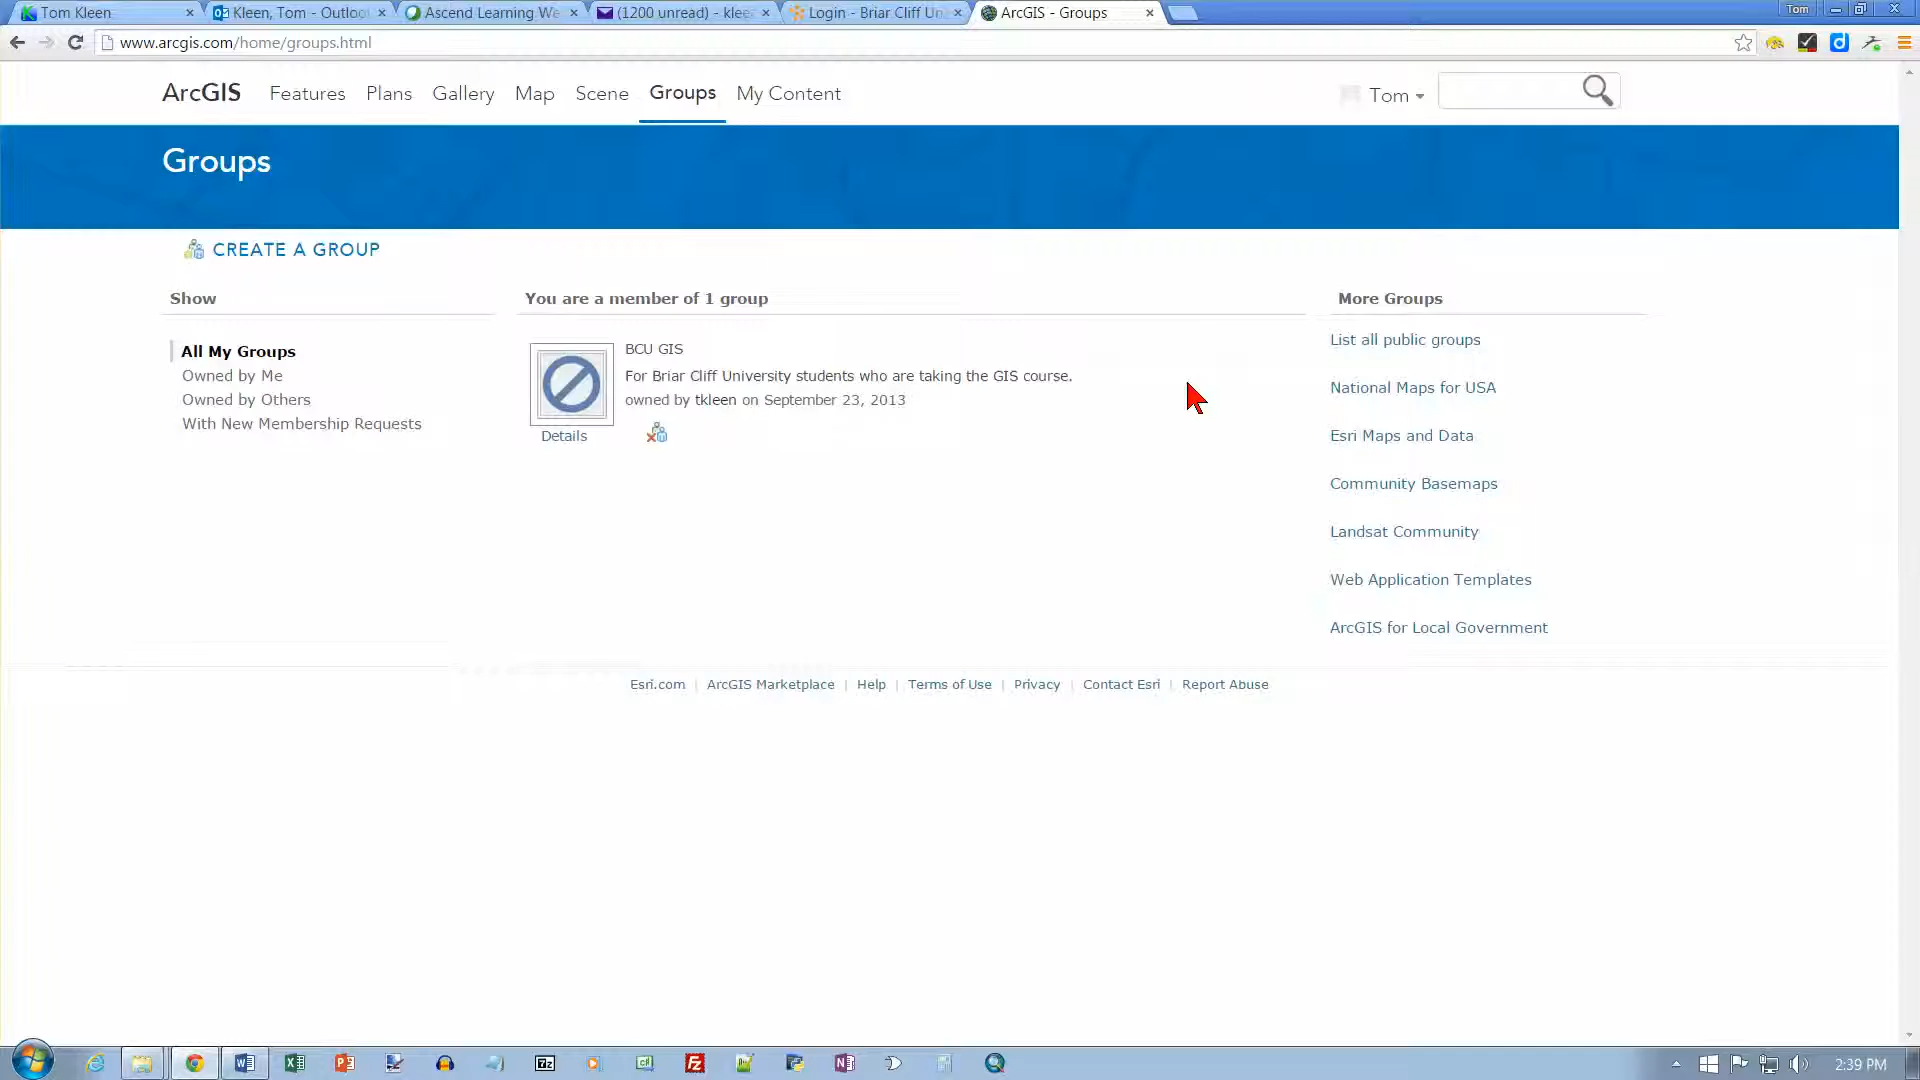 Tom Kleen
Kleen, Tom - Outloo
Ascend Learning We
(1200 unread) - klee
Login - Briar Cliff Un
ArcGIS - Groups
Tom
www.arcgis.com/home/groups.html
ArcGIS Features Plans Gallery Map Scene Groups My Content
Tom
Groups
CREATE A GROUP
Show
All My Groups
Owned by Me
Owned by Others
With New Membership Requests
You are a member of 1 group
BCU GIS
For Briar Cliff University students who are taking the GIS course.
owned by tkleen on September 23, 2013
Details
More Groups
List all public groups
National Maps for USA
Esri Maps and Data
Community Basemaps
Landsat Community
Web Application Templates
ArcGIS for Local Government
Esri.com | ArcGIS Marketplace | Help | Terms of Use | Privacy | Contact Esri | Report Abuse
2:39 PM